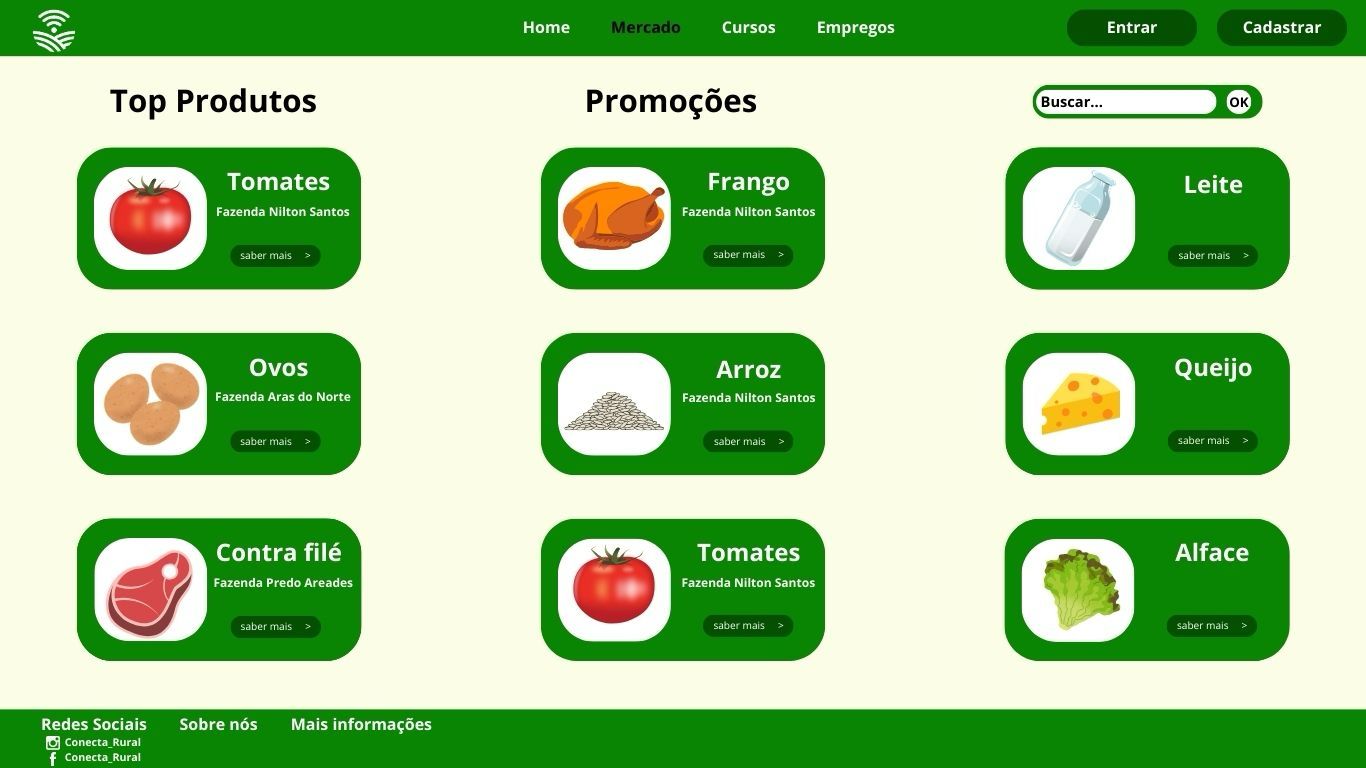 Home
Mercado
Cursos
Empregos
Entrar
Cadastrar
Top Produtos
Promoções
Buscar...
OK
Tomates
Fazenda Nilton Santos
saber mais >
Frango
Fazenda Nilton Santos
saber mais >
Leite
saber mais >
Ovos
Fazenda Aras do Norte
saber mais >
Arroz
Fazenda Nilton Santos
saber mais >
Queijo
saber mais >
Contra filé
Fazenda Predo Areades
saber mais >
Tomates
Fazenda Nilton Santos
saber mais >
Alface
saber mais >
Redes Sociais
Sobre nós
Mais informações
Conecta_Rural
Conecta_Rural